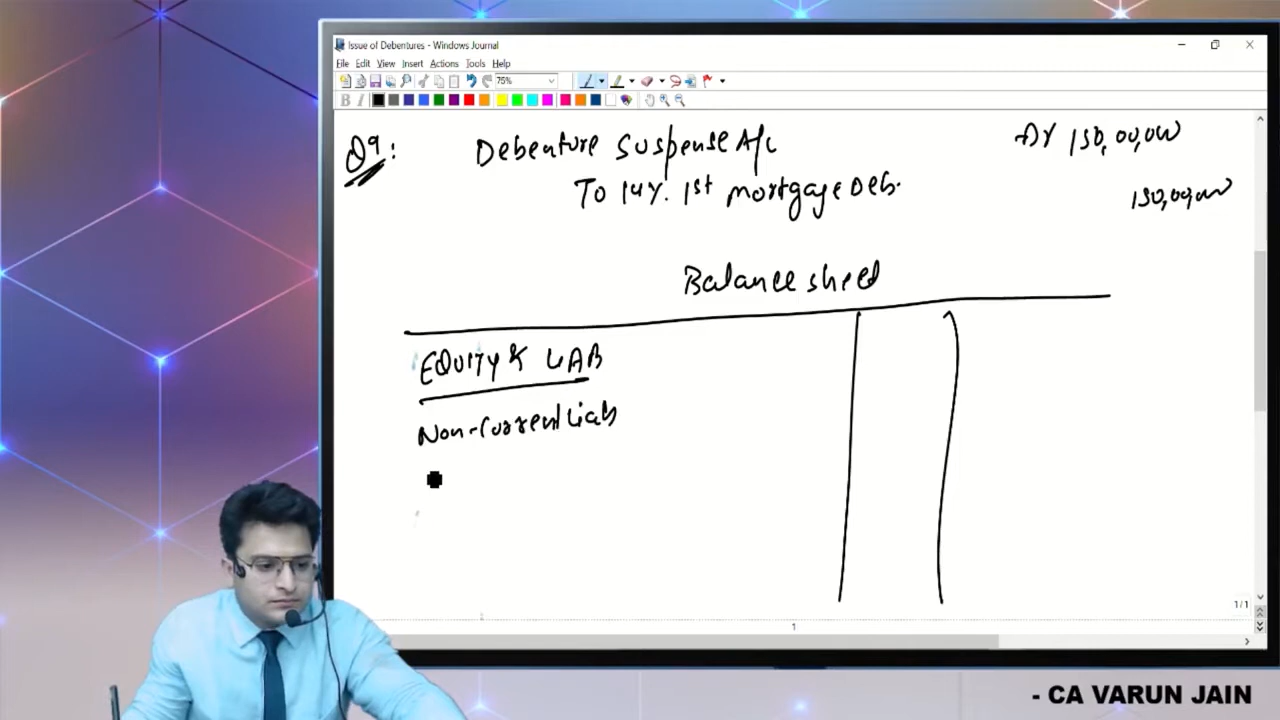 Issue of Debentures - Windows Journal
File Edit View Insert Actions Tools Help
75%
B I
Q9:
Debenture Suspense A/c Dr 150,00,000
To 14%. 1st mortgage Deb. 150,00,000
Balance sheet
EQUITY & LIAB
Non-Current Liab
1/1
1
- CA VARUN JAIN